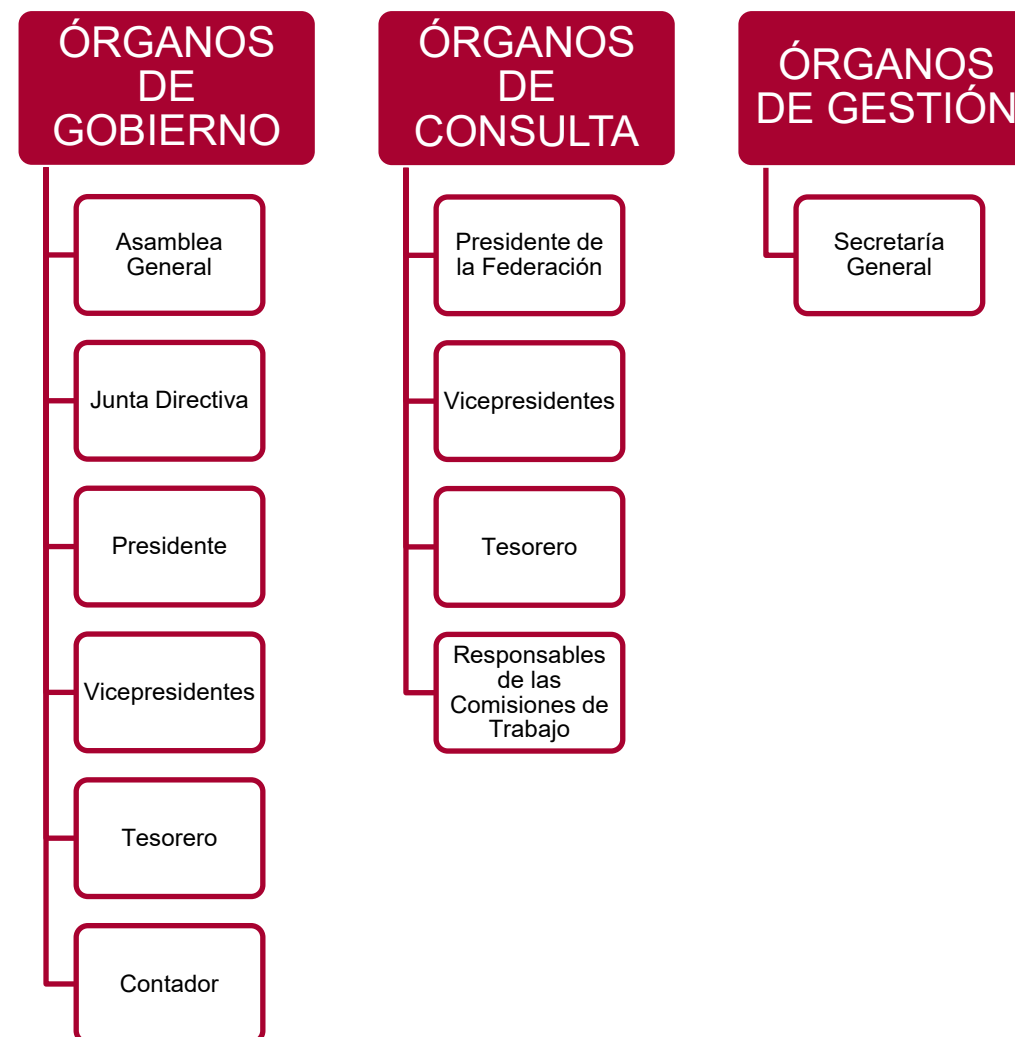 ÓRGANOS
DE
GOBIERNO
Asamblea
General
Junta Directiva
Presidente
Vicepresidentes
Tesorero
Contador
ÓRGANOS
DE
CONSULTA
Presidente de
la Federación
Vicepresidentes
Tesorero
Responsables
de las
Comisiones de
Trabajo
ÓRGANOS
DE GESTIÓN
Secretaría
General